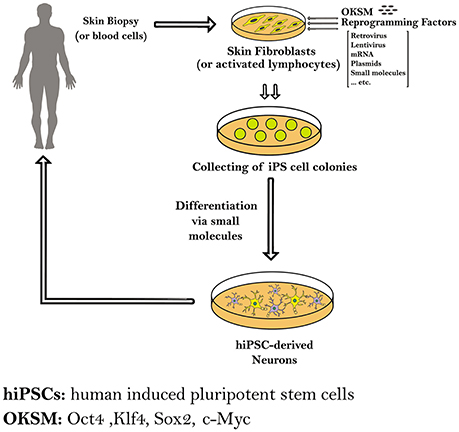 Skin Biopsy
(or blood cells)
OKSM
Reprogramming Factors
Retrovirus
Lentivirus
mRNA
Plasmids
Small molecules
... etc.
Skin Fibroblasts
(or activated lymphocytes)
Collecting of iPS cell colonies
Differentiation
via small
molecules
hiPSC-derived
Neurons
hiPSCs: human induced pluripotent stem cells
OKSM: Oct4 ,Klf4, Sox2, c-Myc